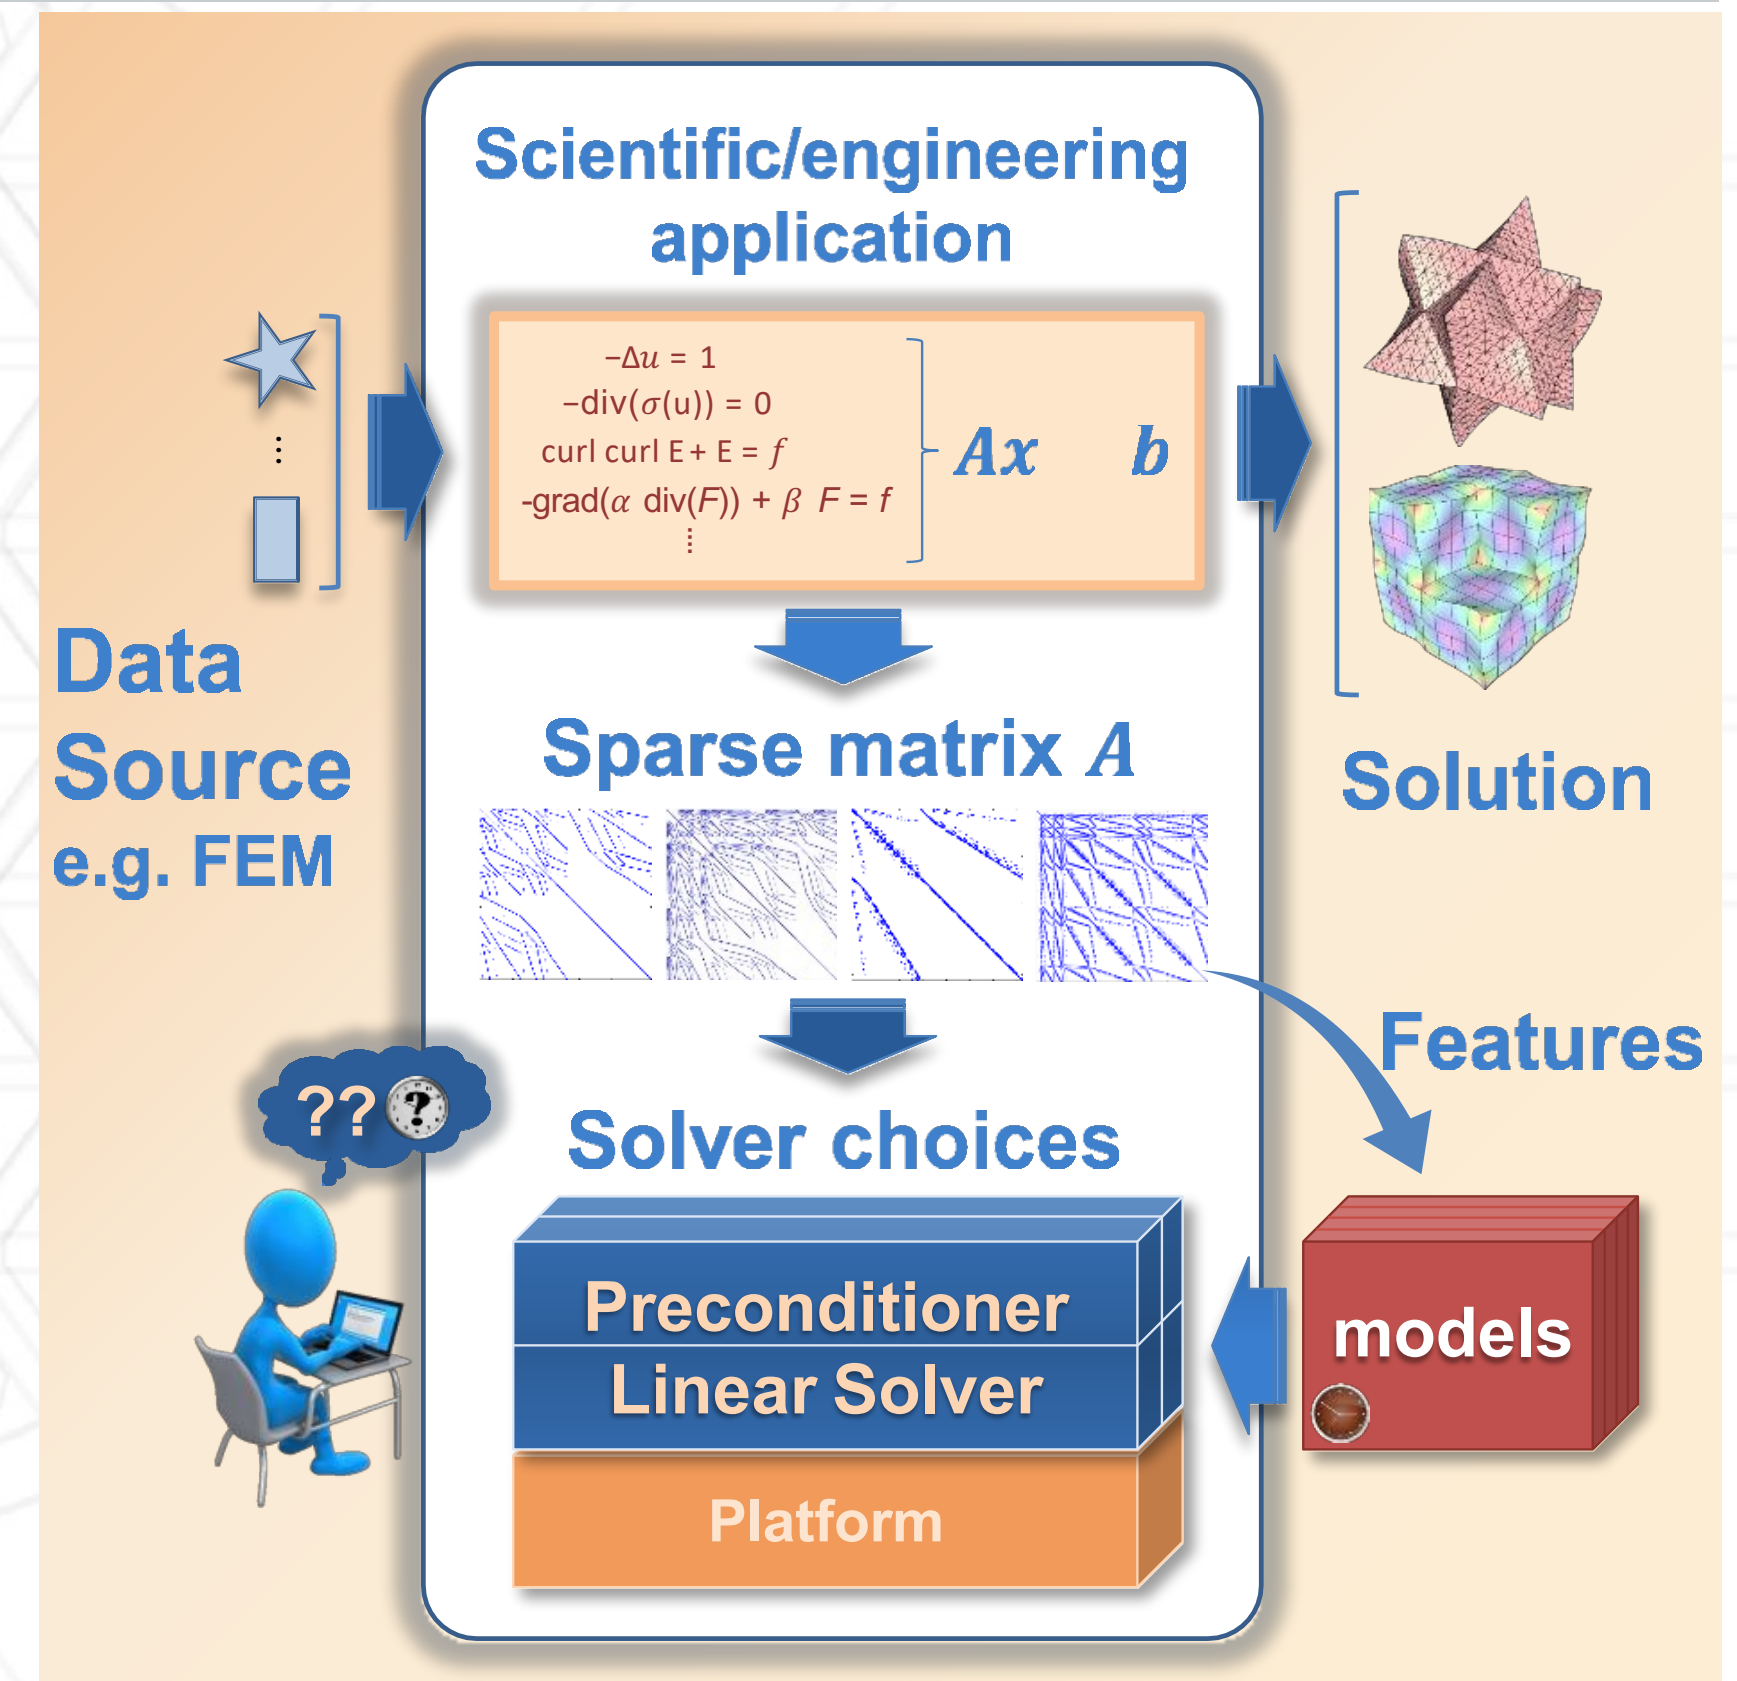 Scientific/engineering
application
−Δu = 1
−div(σ(u)) = 0
curl curl E + E = f
-grad(α div(F)) + β F = f
⋮
Ax b
⋮
Data
Source
e.g. FEM
Solution
Sparse matrix A
Features
???
Solver choices
Preconditioner
Linear Solver
Platform
models